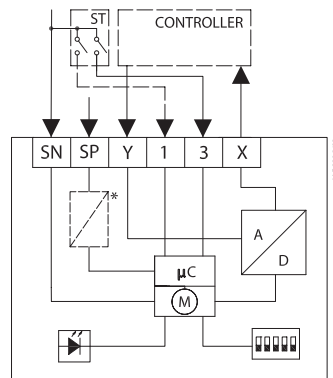 ST CONTROLLER
SN SP Y 1 3 X
*
A
D
μC
M